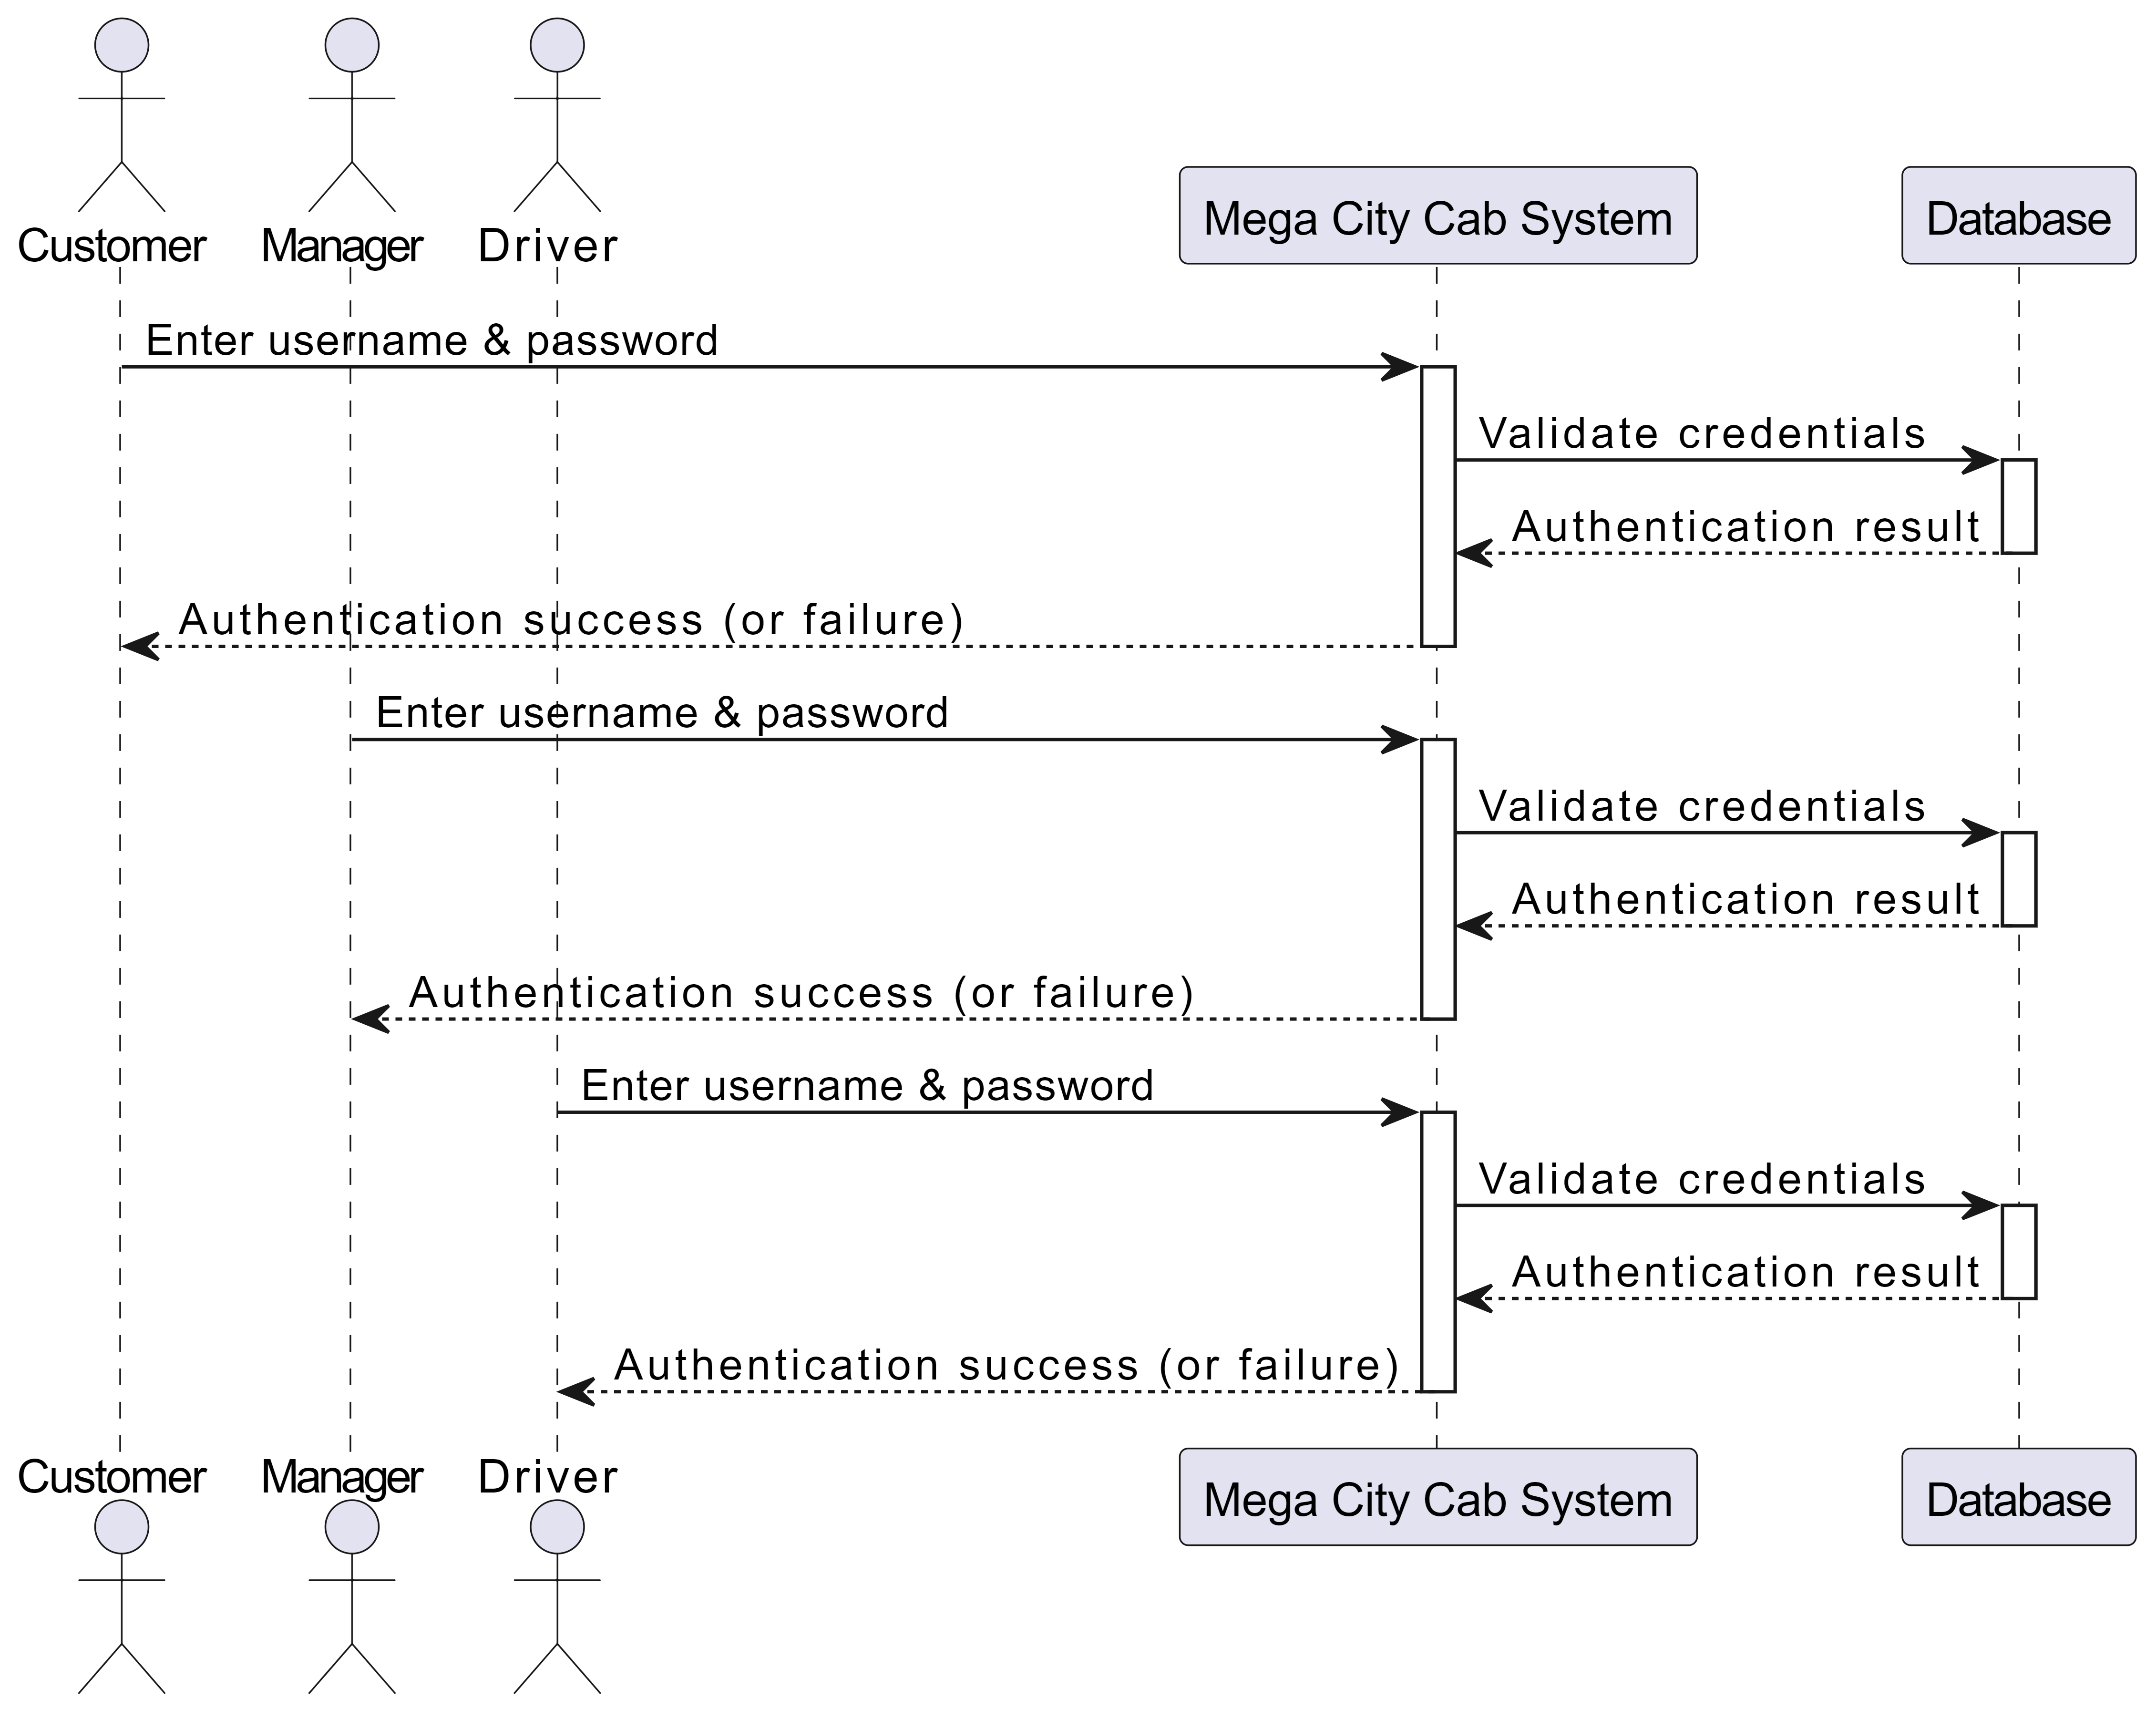 Customer
Manager
Driver
Mega City Cab System
Database
Enter username & password
Validate credentials
Authentication result
Authentication success (or failure)
Enter username & password
Validate credentials
Authentication result
Authentication success (or failure)
Enter username & password
Validate credentials
Authentication result
Authentication success (or failure)
Customer
Manager
Driver
Mega City Cab System
Database